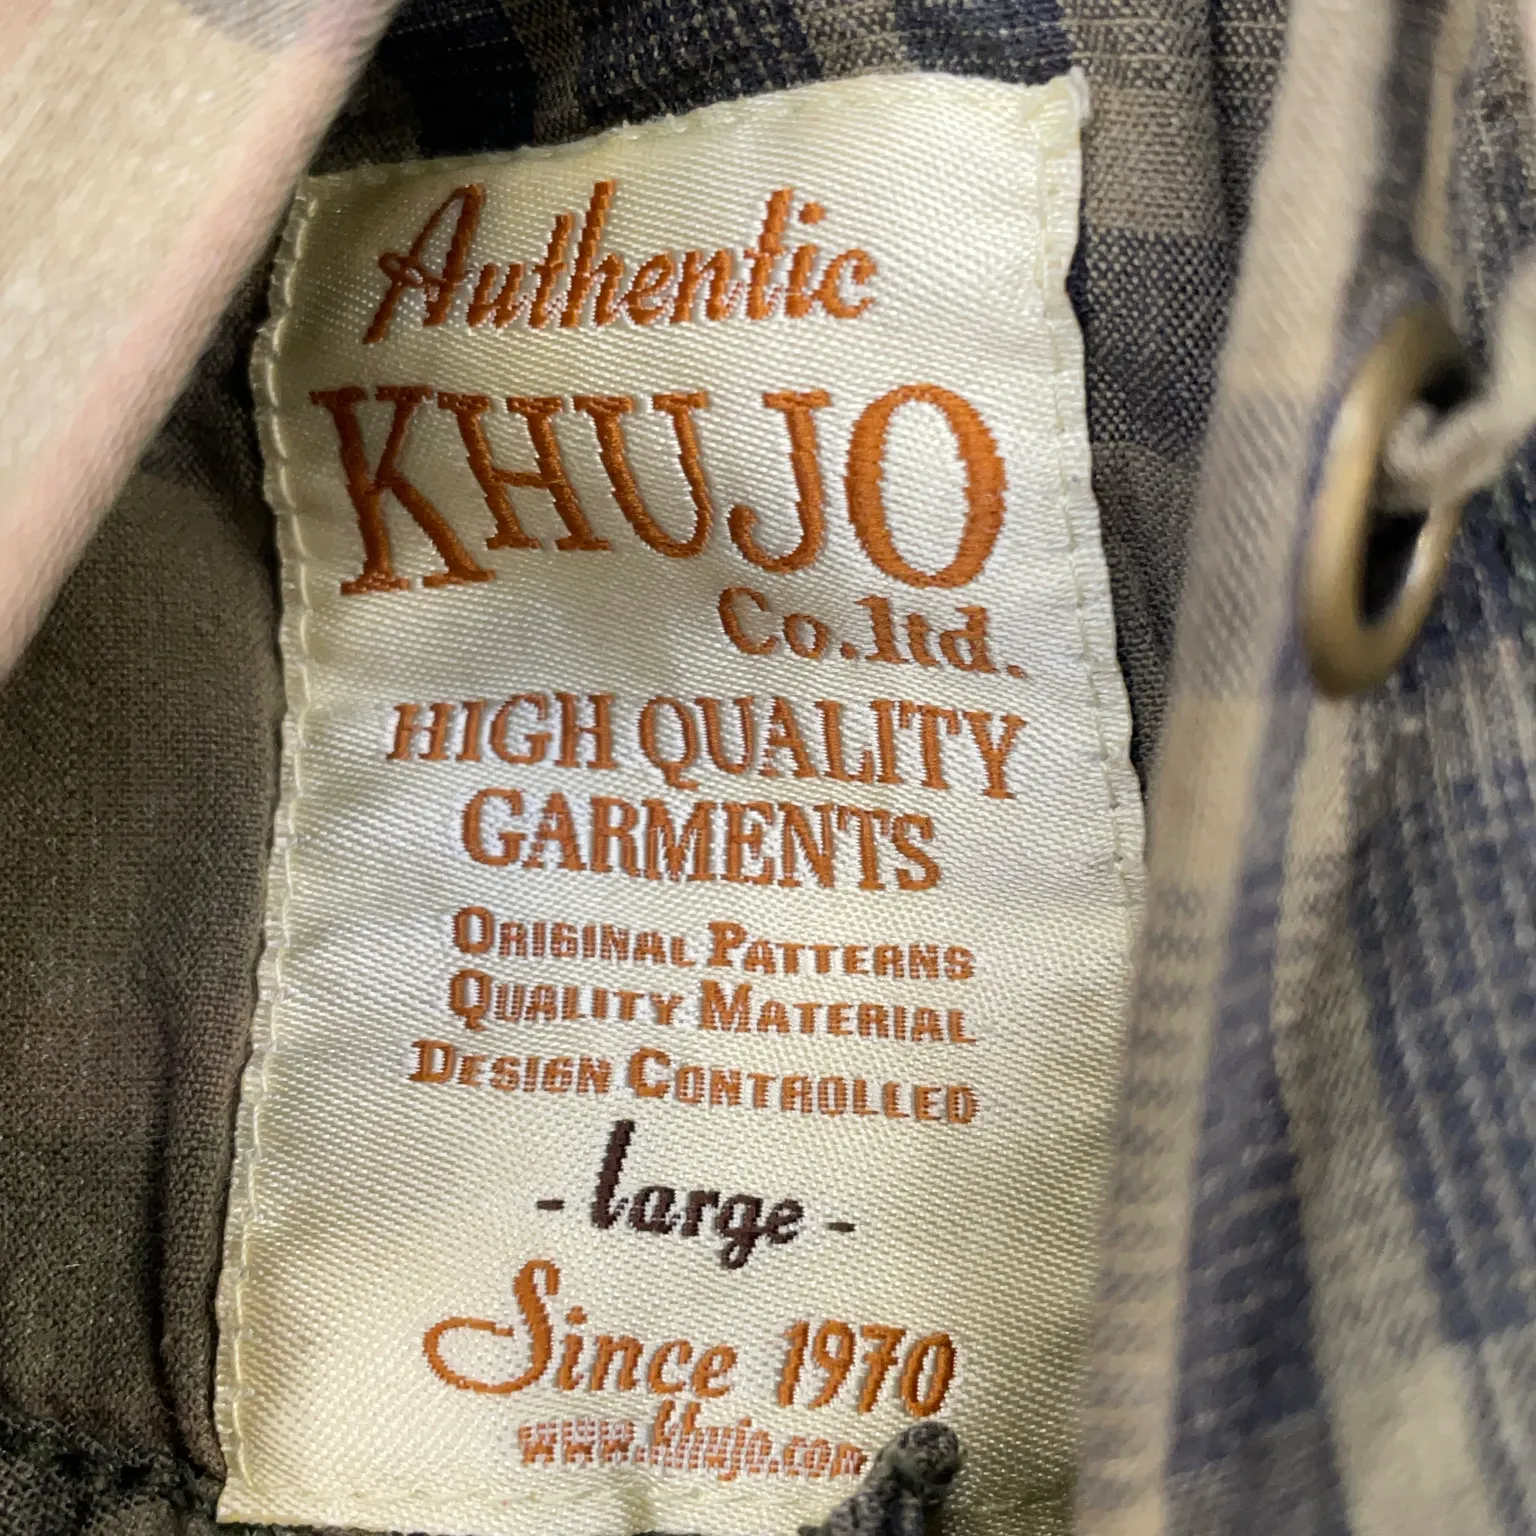 Authentic
KHUJO
Co.ltd.
HIGH QUALITY
GARMENTS
ORIGINAL PATTERNS
QUALITY MATERIAL
DESIGN CONTROLLED
- large -
Since 1970
www.khujo.com